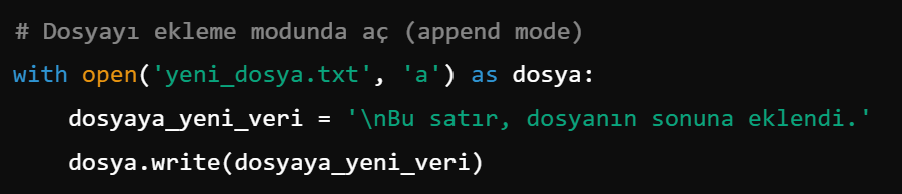 # Dosyayı ekleme modunda aç (append mode)
with open('yeni_dosya.txt', 'a') as dosya:
    dosyaya_yeni_veri = '\nBu satır, dosyanın sonuna eklendi.'
    dosya.write(dosyaya_yeni_veri)